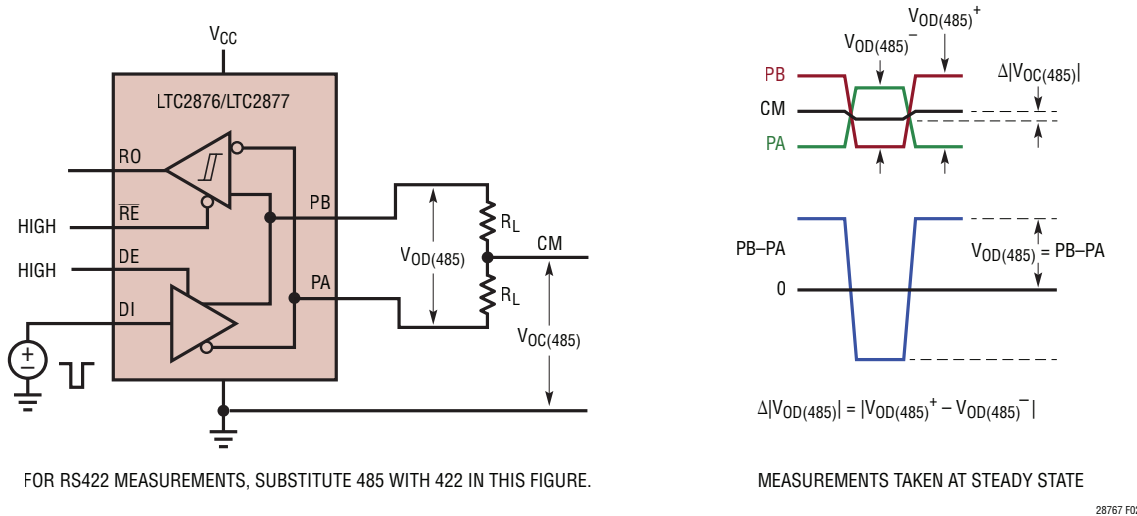 VCC
LTC2876/LTC2877
RO
RE
HIGH
DE
HIGH
DI
PB
PA
VOD(485)
RL
CM
RL
VOC(485)
+
–
FOR RS422 MEASUREMENTS, SUBSTITUTE 485 WITH 422 IN THIS FIGURE.
VOD(485)+
VOD(485)–
PB
CM
PA
Δ|VOC(485)|
PB–PA
0
VOD(485) = PB–PA
Δ|VOD(485)| = |VOD(485)+ – VOD(485)– |
MEASUREMENTS TAKEN AT STEADY STATE
28767 F02